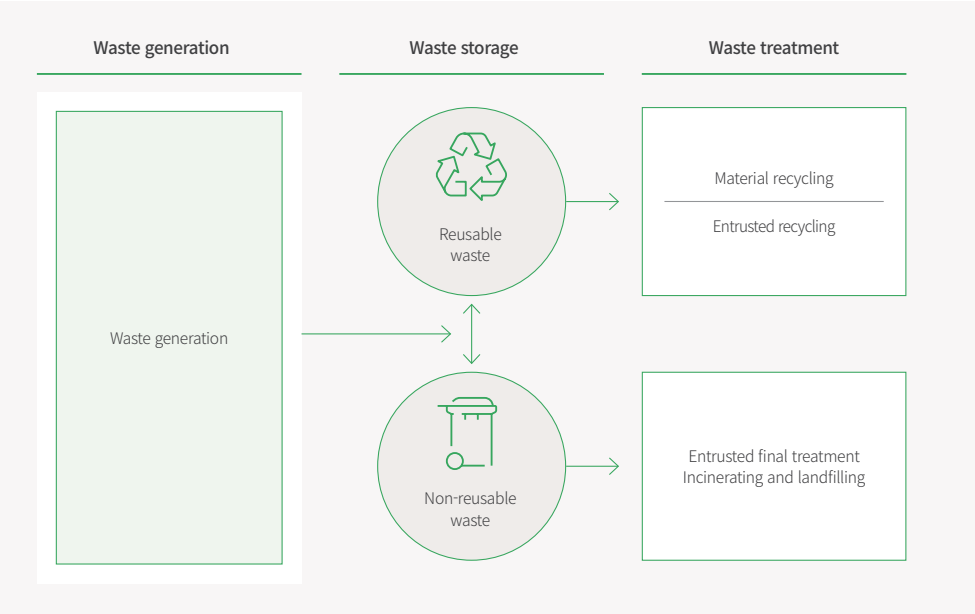 Waste generation
Waste storage
Waste treatment
Waste generation
Reusable
waste
Non-reusable
waste
Material recycling
Entrusted recycling
Entrusted final treatment
Incinerating and landfilling